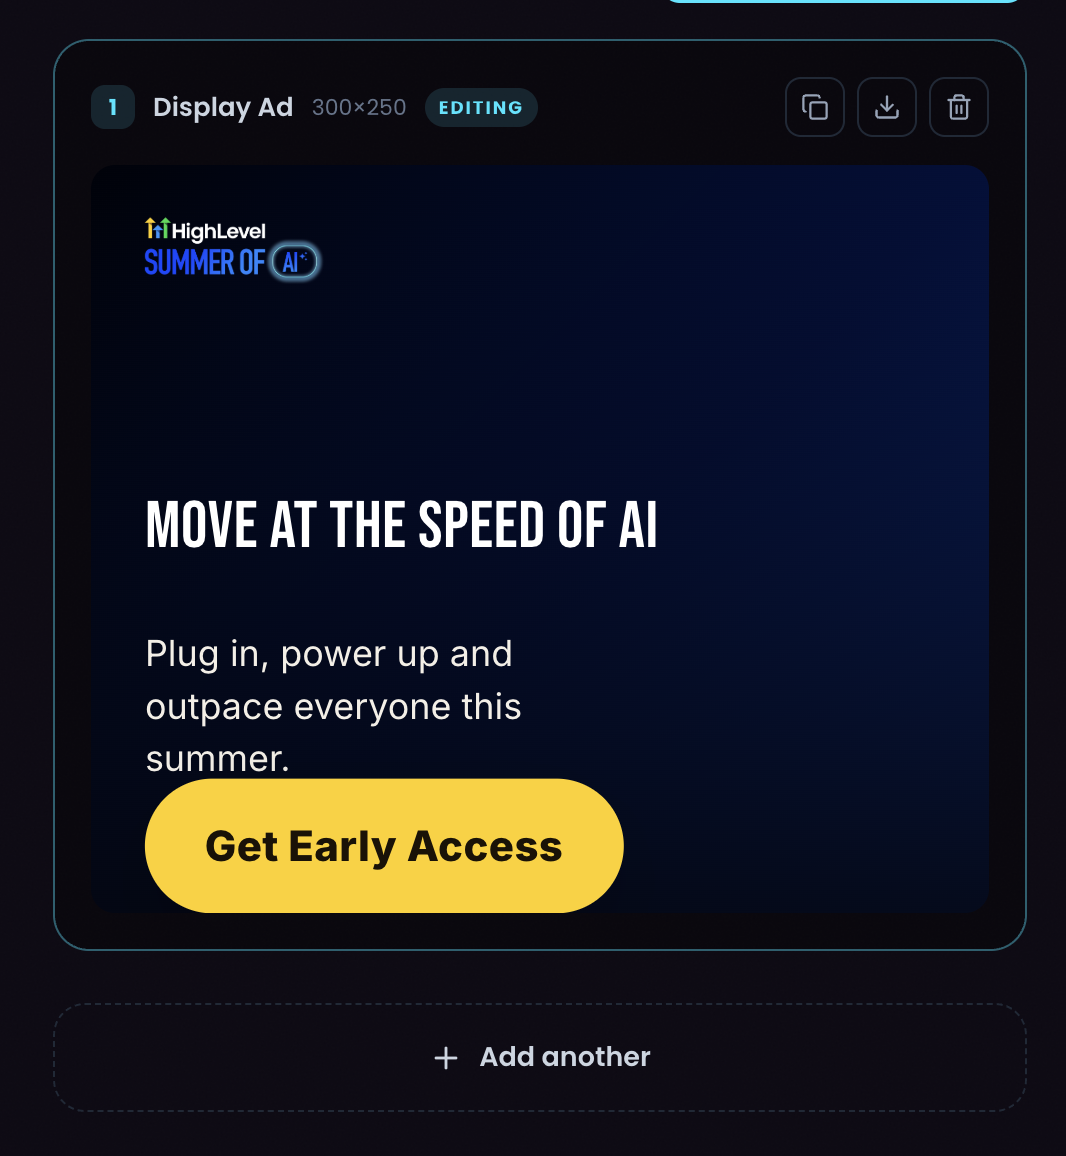 1 Display Ad 300×250 EDITING
HighLevel
SUMMER OF AI
MOVE AT THE SPEED OF AI
Plug in, power up and
outpace everyone this
summer.
Get Early Access
+ Add another